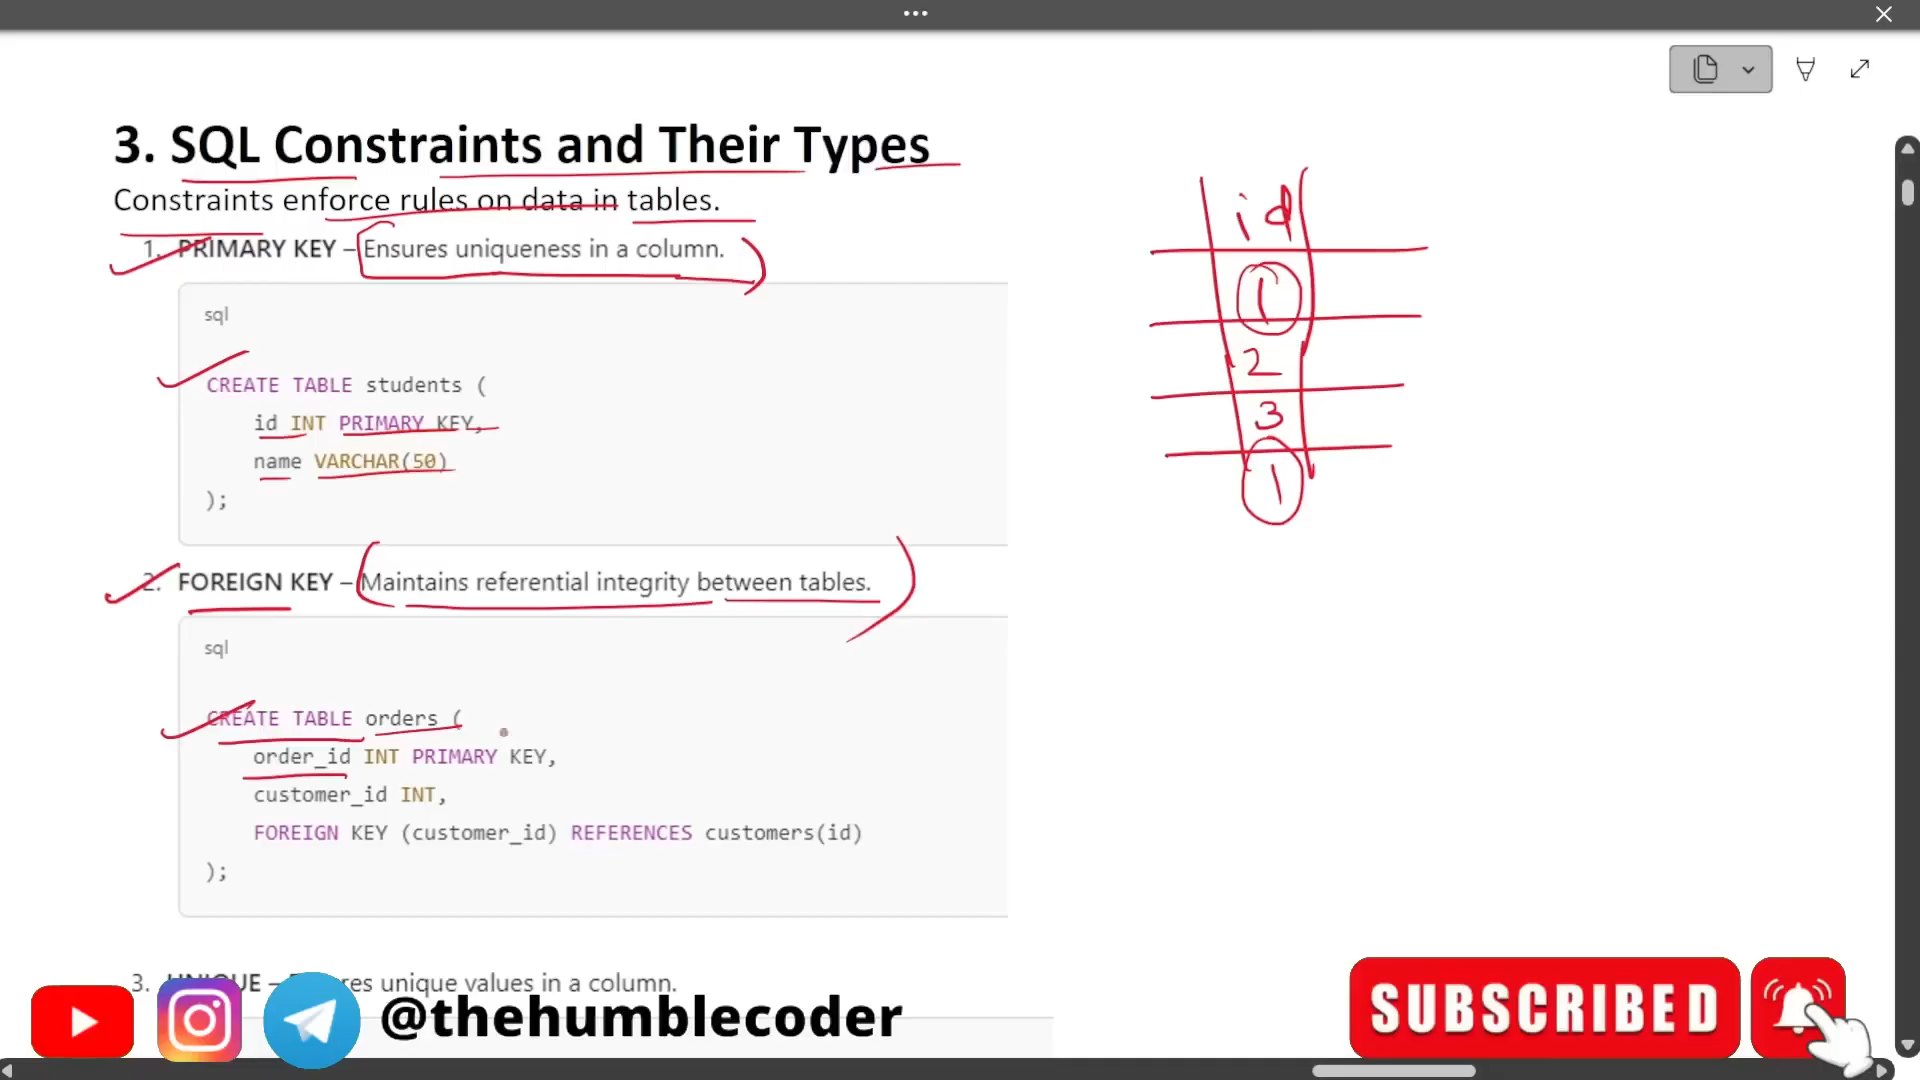 3. SQL Constraints and Their Types
Constraints enforce rules on data in tables.
1. PRIMARY KEY – Ensures uniqueness in a column.
sql
CREATE TABLE students (
id INT PRIMARY KEY,
name VARCHAR(50)
);
2. FOREIGN KEY – Maintains referential integrity between tables.
sql
CREATE TABLE orders (
order_id INT PRIMARY KEY,
customer_id INT,
FOREIGN KEY (customer_id) REFERENCES customers(id)
);
3. UNIQUE – Ensures unique values in a column.
id
1
2
3
1
@thehumblecoder
SUBSCRIBED